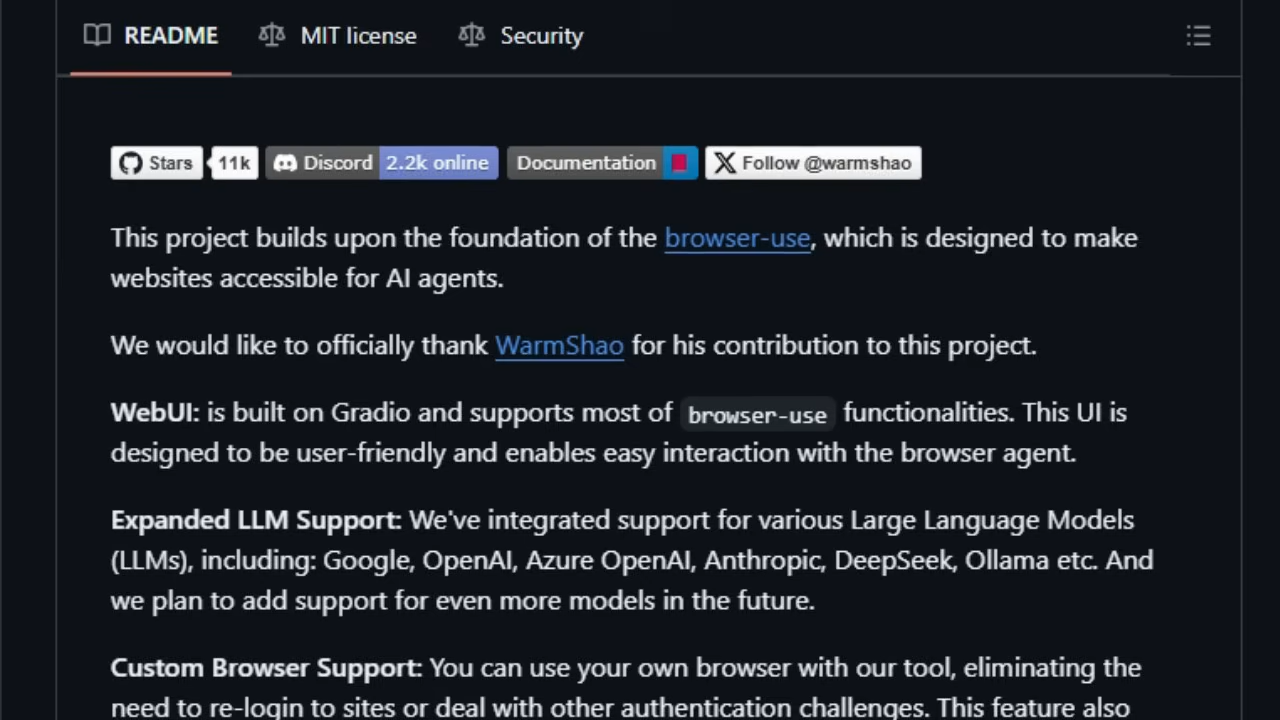 README MIT license Security
Stars 11k Discord 2.2k online Documentation Follow @warmshao
This project builds upon the foundation of the browser-use, which is designed to make
websites accessible for AI agents.
We would like to officially thank WarmShao for his contribution to this project.
WebUI: is built on Gradio and supports most of browser-use functionalities. This UI is
designed to be user-friendly and enables easy interaction with the browser agent.
Expanded LLM Support: We've integrated support for various Large Language Models
(LLMs), including: Google, OpenAI, Azure OpenAI, Anthropic, DeepSeek, Ollama etc. And
we plan to add support for even more models in the future.
Custom Browser Support: You can use your own browser with our tool, eliminating the
need to re-login to sites or deal with other authentication challenges. This feature also